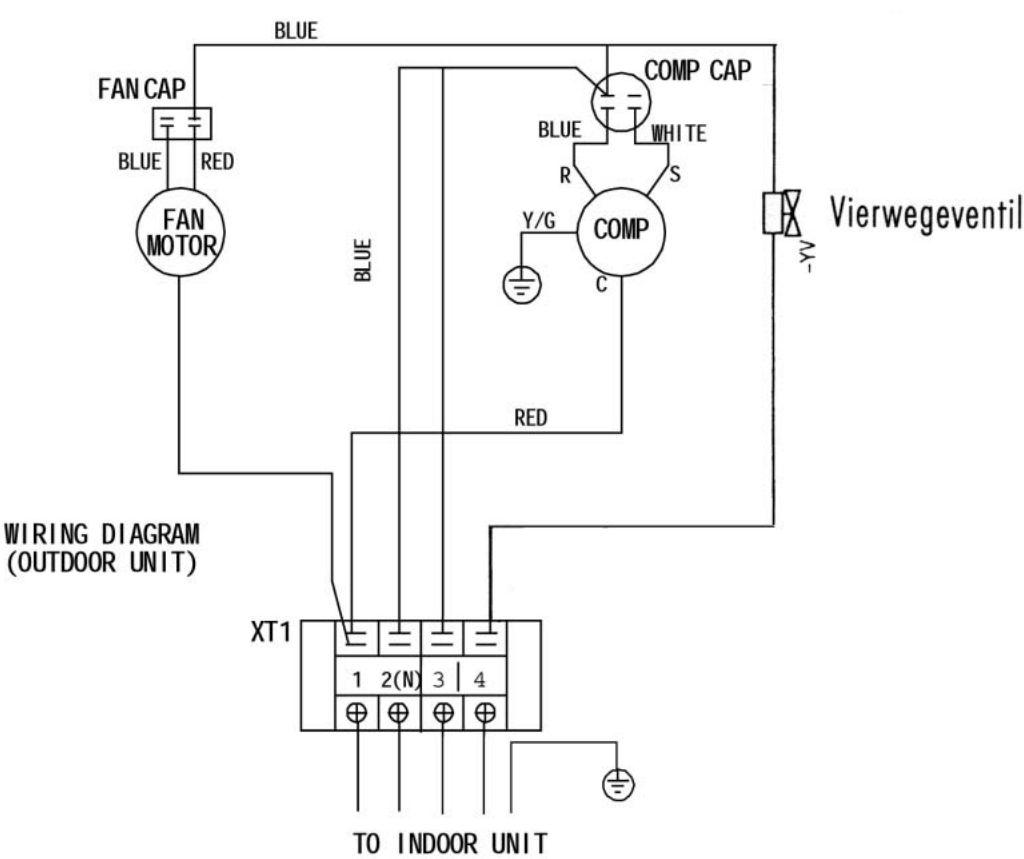 BLUE
FAN CAP
COMP CAP
BLUE
RED
BLUE
WHITE
R
S
FAN
MOTOR
Y/G
COMP
Vierwegeventil
-YV
BLUE
C
RED
WIRING DIAGRAM
(OUTDOOR UNIT)
XT1
1 2(N) 3 4
TO INDOOR UNIT